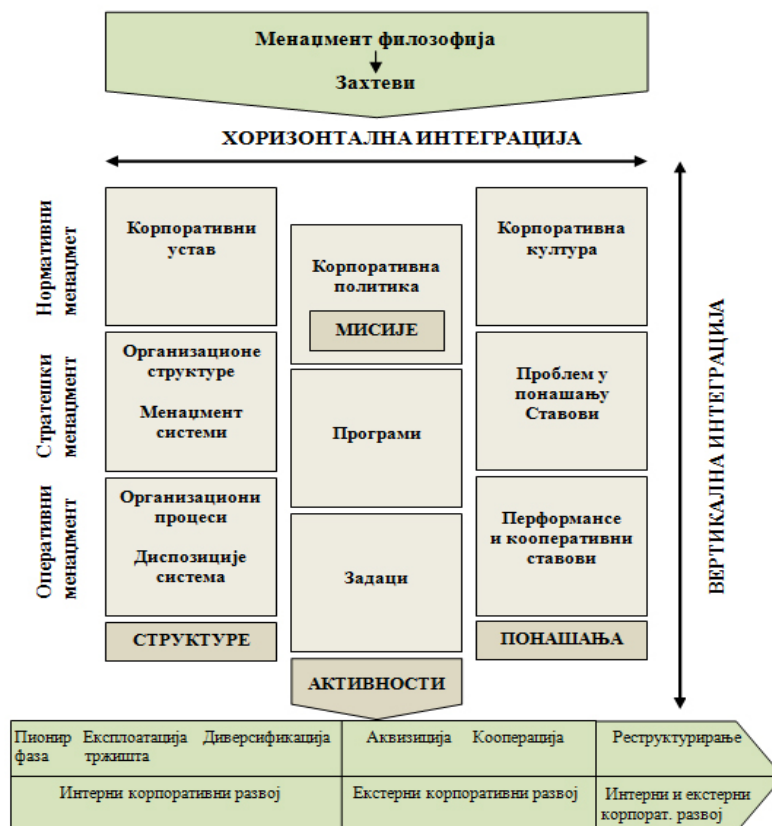 Менаџмент филозофија
Захтеви
ХОРИЗОНТАЛНА ИНТЕГРАЦИЈА
Нормативни
менаџмет
Корпоративни
устав
Корпоративна
политика
МИСИЈЕ
Корпоративна
култура
Стратешки
менаџмент
Организационе
структуре
Менаџмент
системи
Програми
Проблем у
понашању
Ставови
Оперативни
менаџмент
Организациони
процеси
Диспозиције
система
Задаци
Перформансе
и кооперативни
ставови
ВЕРТИКАЛНА ИНТЕГРАЦИЈА
СТРУКТУРЕ
АКТИВНОСТИ
ПОНАШАЊА
Пионир Експлоатација Диверсификација
фаза тржишта
Аквизиција Кооперација
Реструктурирање
Интерни корпоративни развој
Екстерни корпоративни развој
Интерни и екстерни
корпорат. развој